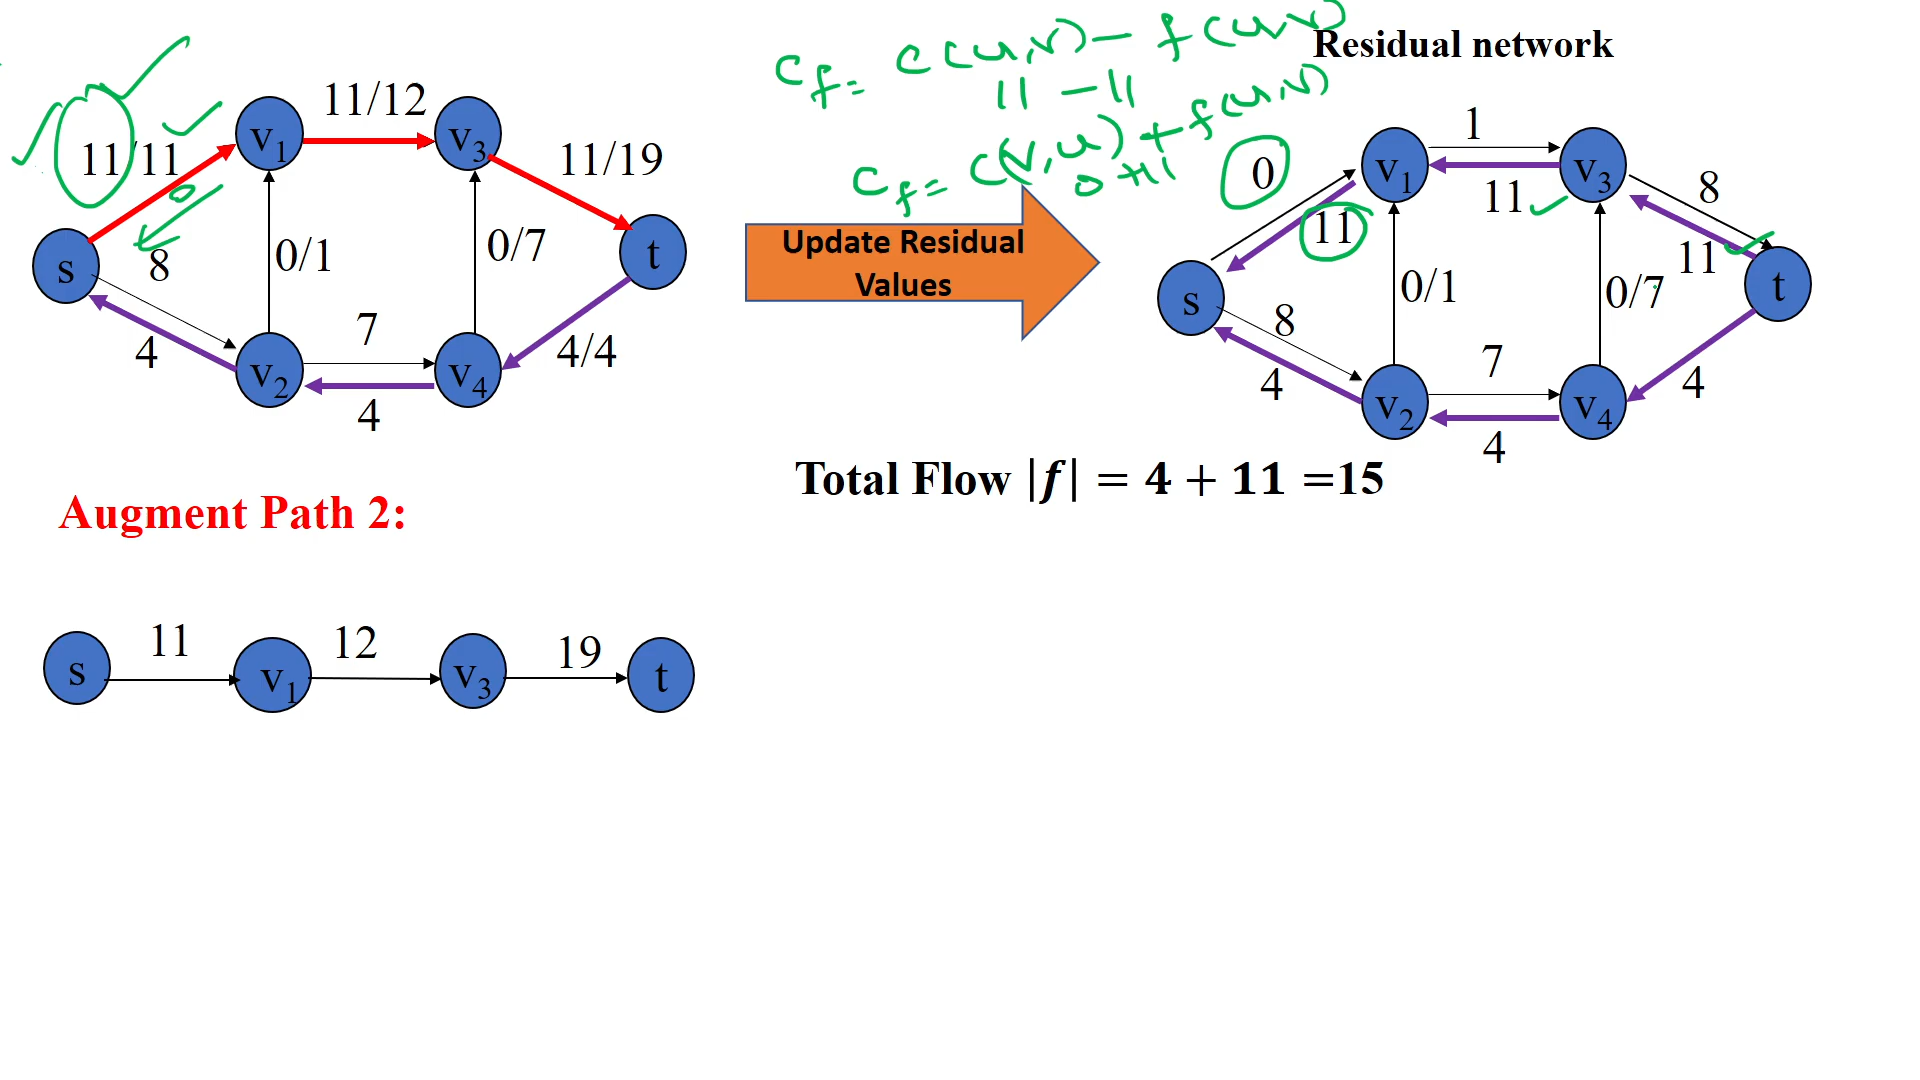 c_f = c(u,v) - f(u,v)
Residual network
11 - 11
c_f = c(v,u) + f(u,v)
0+11
11/12
11/11
v1
v3
11/19
0
s
8
0/1
0/7
t
4
v2
7
v4
4/4
4
Update Residual
Values
0
v1
1
v3
11
8
11
11
s
8
0/1
0/7
t
4
v2
7
v4
4
4
Total Flow |f| = 4 + 11 =15
Augment Path 2:
s
11
v1
12
v3
19
t